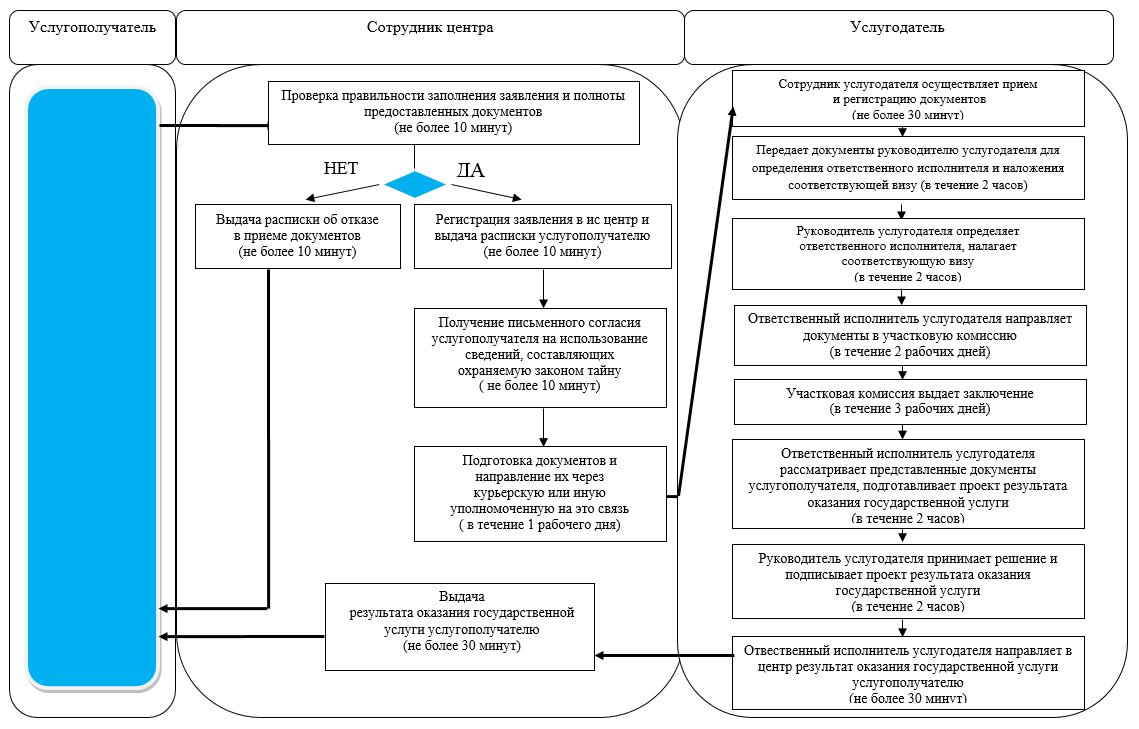 Услугополучатель
Сотрудник центра
Услугодатель
Проверка правильности заполнения заявления и полноты
предоставленных документов
(не более 10 минут)
НЕТ
ДА
Выдача расписки об отказе
в приеме документов
(не более 10 минут)
Регистрация заявления в ис центр и
выдача расписки услугополучателю
(не более 10 минут)
Получение письменного согласия
услугополучателя на использование
сведений, составляющих
охраняемую законом тайну
( не более 10 минут)
Подготовка документов и
направление их через
курьерскую или иную
уполномоченную на это связь
( в течение 1 рабочего дня)
Выдача
результата оказания государственной
услуги услугополучателю
(не более 30 минут)
Сотрудник услугодателя осуществляет прием
и регистрацию документов
(не более 30 минут)
Передает документы руководителю услугодателя для
определения ответственного исполнителя и наложения
соответствующей визу (в течение 2 часов)
Руководитель услугодателя определяет
ответственного исполнителя, налагает
соответствующую визу
(в течение 2 часов)
Ответственный исполнитель услугодателя направляет
документы в участковую комиссию
(в течение 2 рабочих дней)
Участковая комиссия выдает заключение
(в течение 3 рабочих дней)
Ответственный исполнитель услугодателя
рассматривает представленные документы
услугополучателя, подготавливает проект результата
оказания государственной услуги
(в течение 2 часов)
Руководитель услугодателя принимает решение и
подписывает проект результата оказания
государственной услуги
(в течение 2 часов)
Отвественный исполнитель услугодателя направляет в
центр результат оказания государственной услуги
услугополучателю
(не более 30 минут)